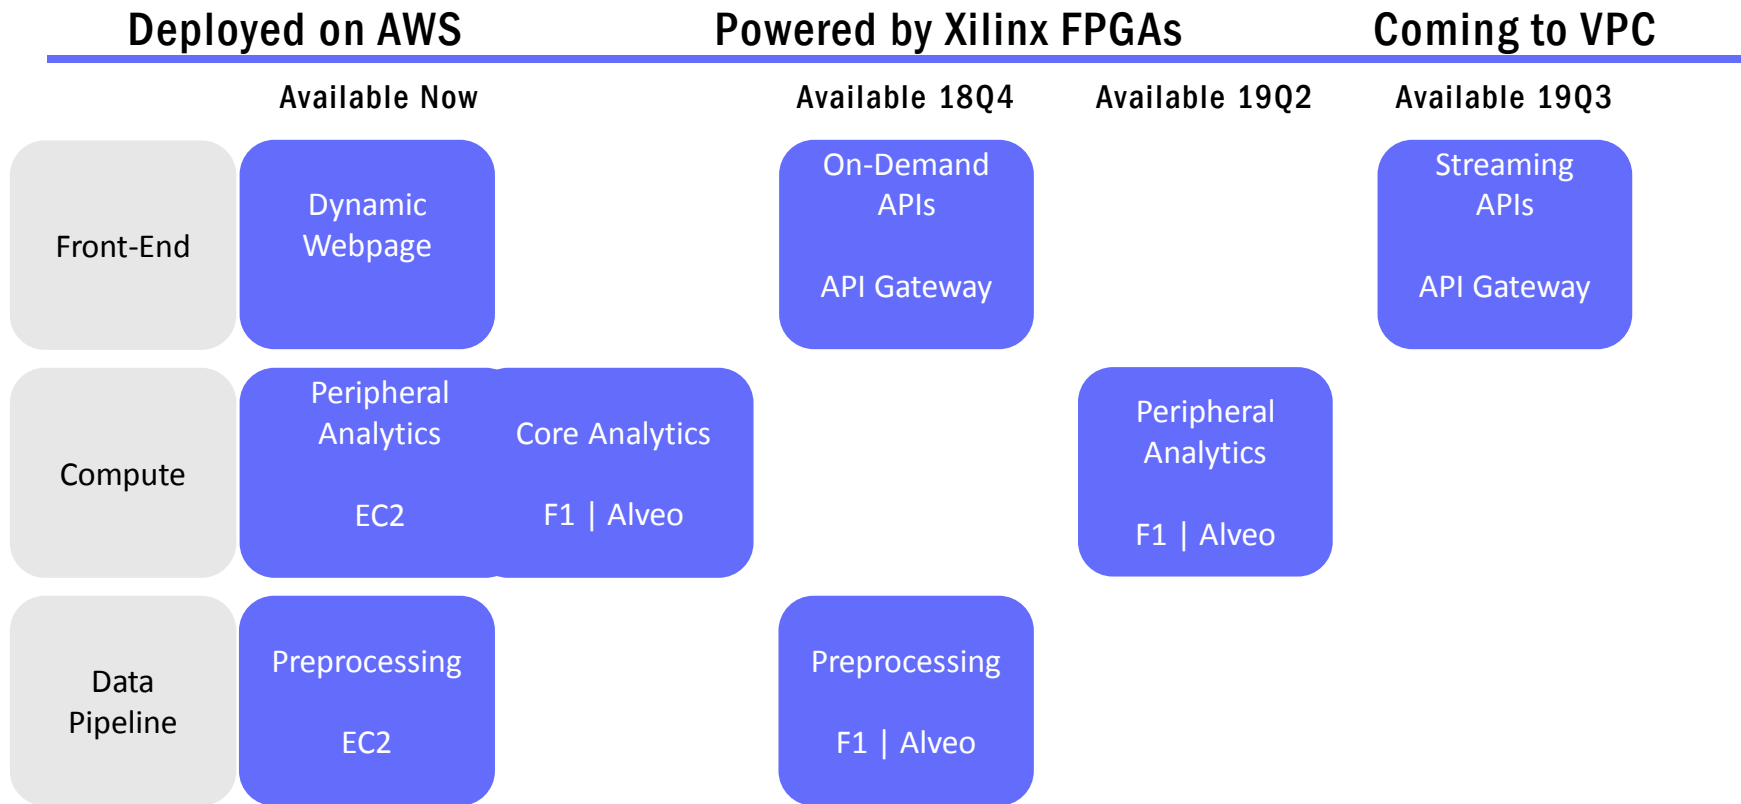 Deployed on AWS
Powered by Xilinx FPGAs
Coming to VPC
Available Now
Available 18Q4
Available 19Q2
Available 19Q3
Front-End
Dynamic
Webpage
On-Demand
APIs
API Gateway
Streaming
APIs
API Gateway
Compute
Peripheral
Analytics
EC2
Core Analytics
F1 | Alveo
Peripheral
Analytics
F1 | Alveo
Data
Pipeline
Preprocessing
EC2
Preprocessing
F1 | Alveo